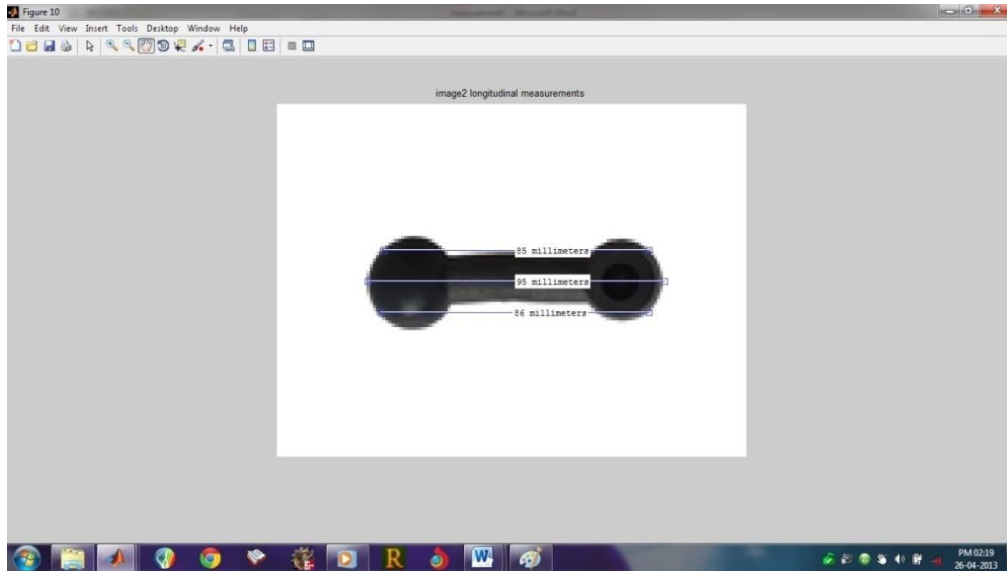 Figure 10
File Edit View Insert Tools Desktop Window Help
image2 longitudinal measurements
85 millimeters
95 millimeters
86 millimeters
R
W
PM 02:19
26-04-2013